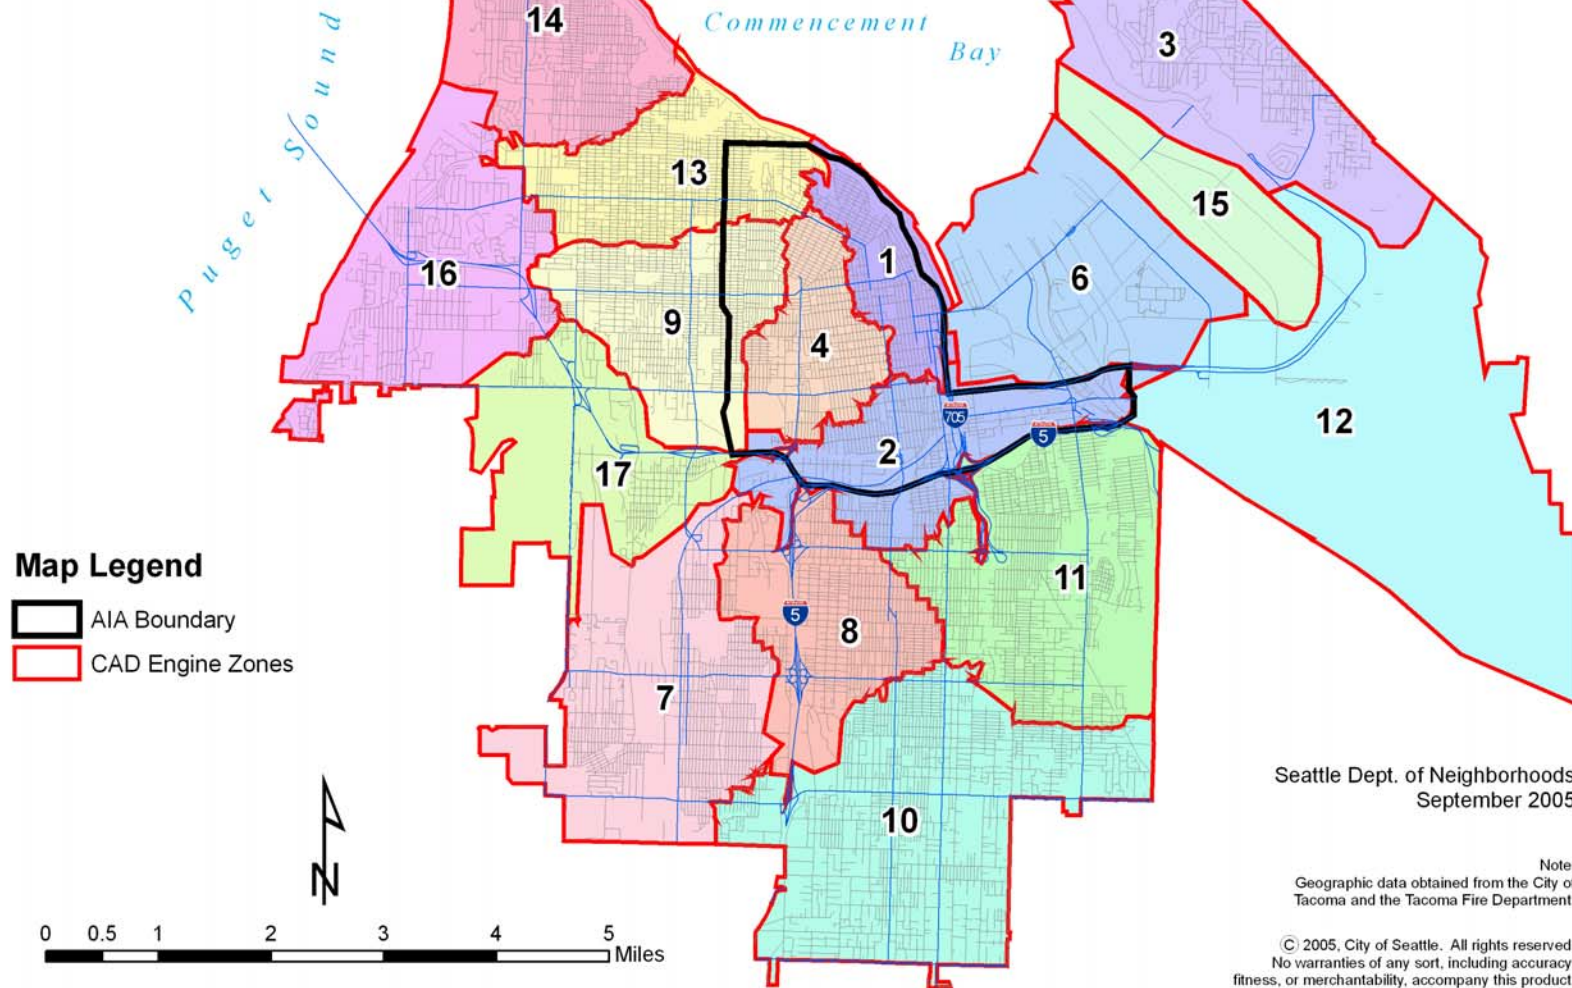 Commencement
Bay
Puget Sound
14
3
13
15
1
16
6
9
4
12
705
5
2
17
11
5
8
7
10
Map Legend
AIA Boundary
CAD Engine Zones
N
0 0.5 1 2 3 4 5
Miles
Seattle Dept. of Neighborhoods
September 2005
Note
Geographic data obtained from the City of
Tacoma and the Tacoma Fire Department
© 2005, City of Seattle. All rights reserved
No warranties of any sort, including accuracy
fitness, or merchantability, accompany this product